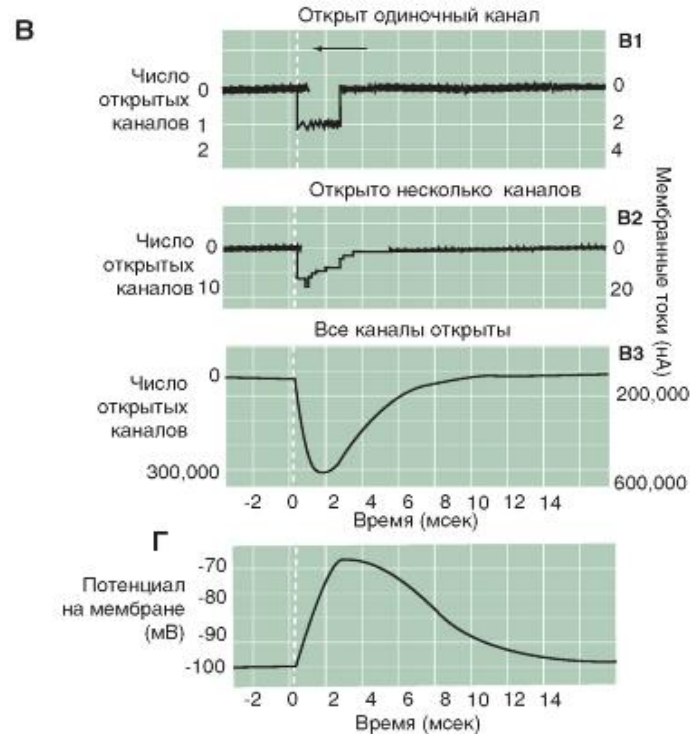 В
Открыт одиночный канал
В1
Число
открытых
каналов
0
1
2
0
2
4
Открыто несколько каналов
В2
Число
открытых
каналов
0
10
0
20
Мембранные токи (нА)
Все каналы открыты
В3
Число
открытых
каналов
0
300,000
200,000
600,000
-2 0 2 4 6 8 10 12 14
Время (мсек)
Г
Потенциал
на мембране
(мВ)
-70
-80
-90
-100
-2 0 2 4 6 8 10 12 14
Время (мсек)